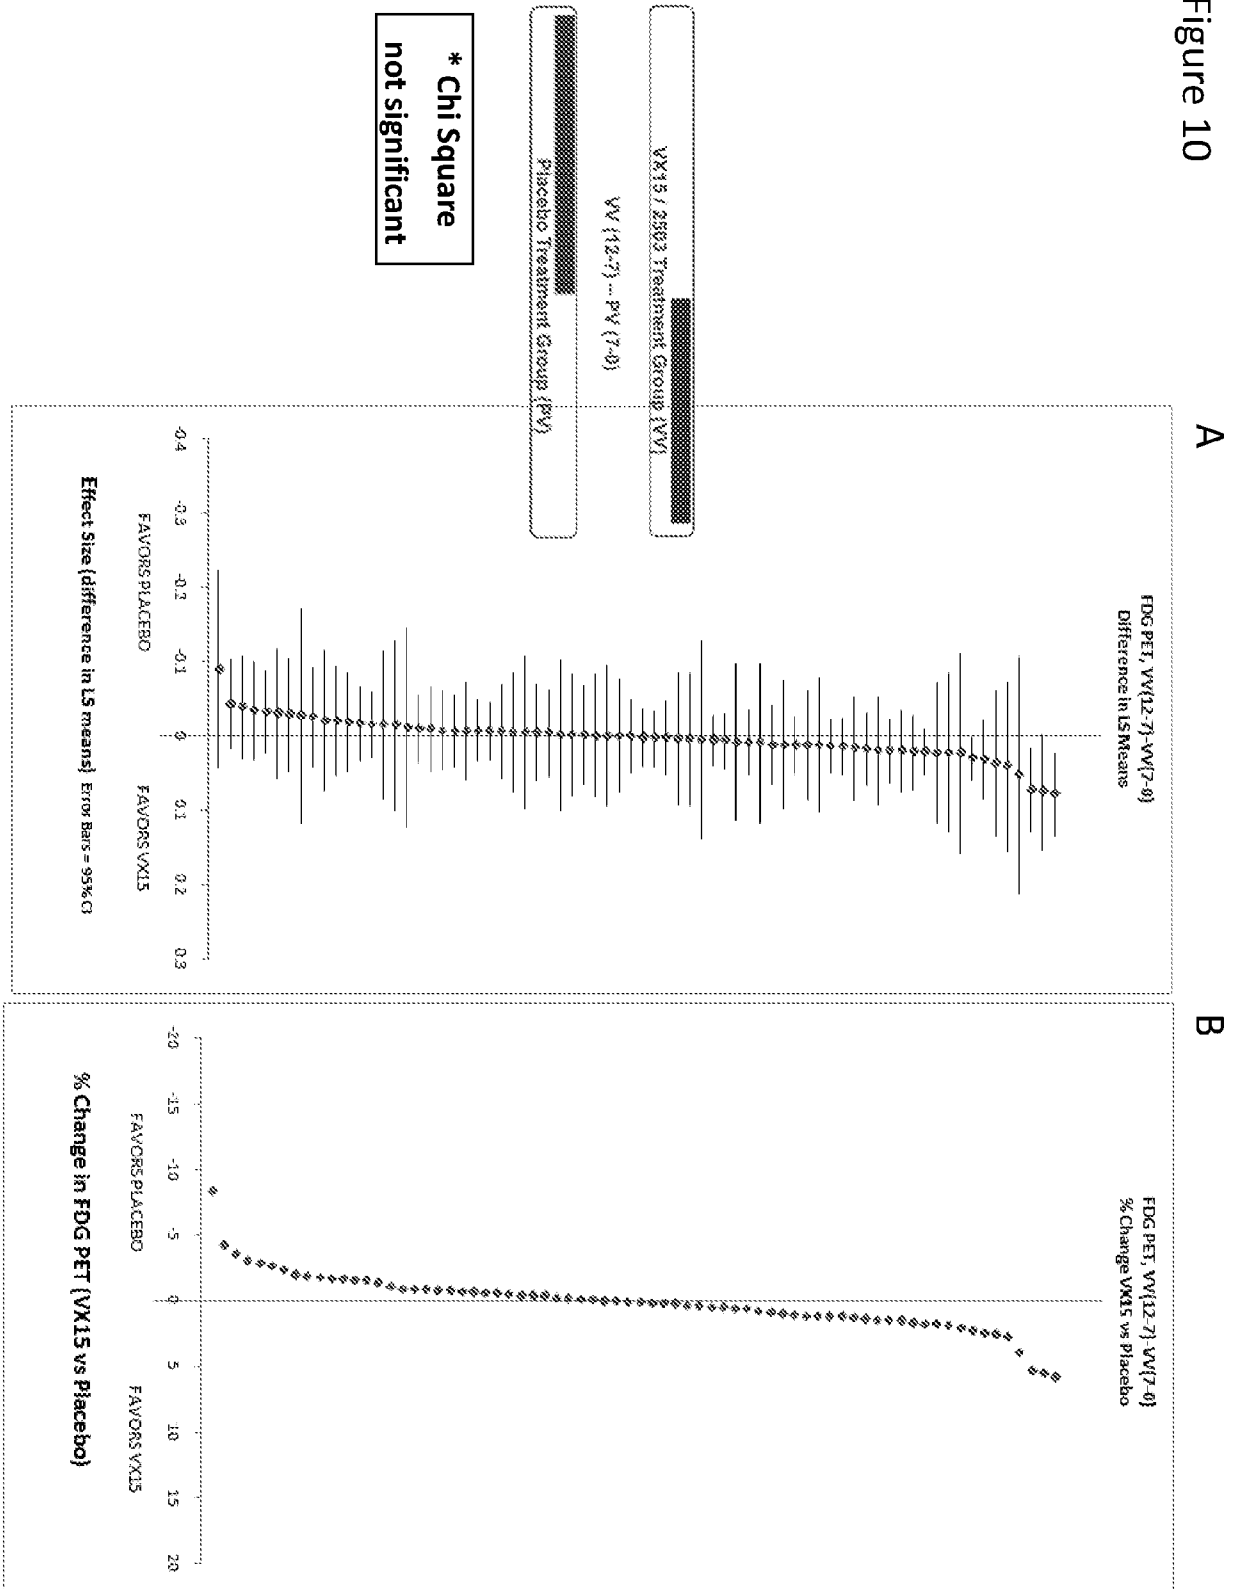 Figure 10
VX15 / 2503 Treatment Group (VV)
VV (12-7) -- PV (7-0)
Placebo Treatment Group (PV)
* Chi Square
not significant
A
FDG PET, VV(12-7)-VV(7-0)
Difference in LS Means
-0.4 -0.3 -0.2 -0.1 0 0.1 0.2 0.3
FAVORS PLACEBO FAVORS VX15
Effect Size (difference in LS means) Error Bars = 95% CI
B
FDG PET, VV(12-7)-VV(7-0)
% Change VX15 vs Placebo
-20 -15 -10 -5 0 5 10 15 20
FAVORS PLACEBO FAVORS VX15
% Change in FDG PET (VX15 vs Placebo)